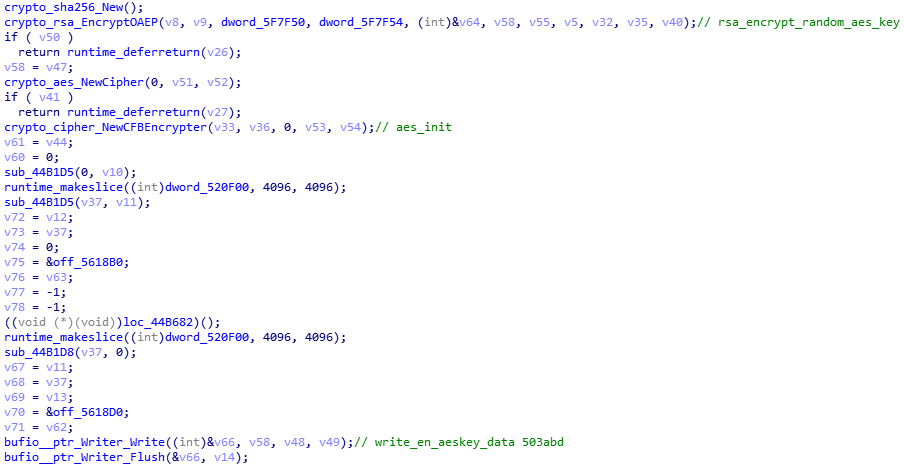 crypto_sha256_New();
crypto_rsa_EncryptOAEP(v8, v9, dword_5F7F50, dword_5F7F54, (int)&v64, v58, v55, v5, v32, v35, v40);// rsa_encrypt_random_aes_key
if ( v50 )
  return runtime_deferreturn(v26);
v58 = v47;
crypto_aes_NewCipher(0, v51, v52);
if ( v41 )
  return runtime_deferreturn(v27);
crypto_cipher_NewCFBEncrypter(v33, v36, 0, v53, v54);// aes_init
v61 = v44;
v60 = 0;
sub_44B1D5(0, v10);
runtime_makeslice((int)dword_520F00, 4096, 4096);
sub_44B1D5(v37, v11);
v72 = v12;
v73 = v37;
v74 = 0;
v75 = &off_5618B0;
v76 = v63;
v77 = -1;
v78 = -1;
((void (*)(void))loc_44B682)();
runtime_makeslice((int)dword_520F00, 4096, 4096);
sub_44B1D8(v37, 0);
v67 = v11;
v68 = v37;
v69 = v13;
v70 = &off_5618D0;
v71 = v62;
bufio__ptr_Writer_Write((int)&v66, v58, v48, v49);// write_en_aeskey_data 503abd
bufio__ptr_Writer_Flush(&v66, v14);